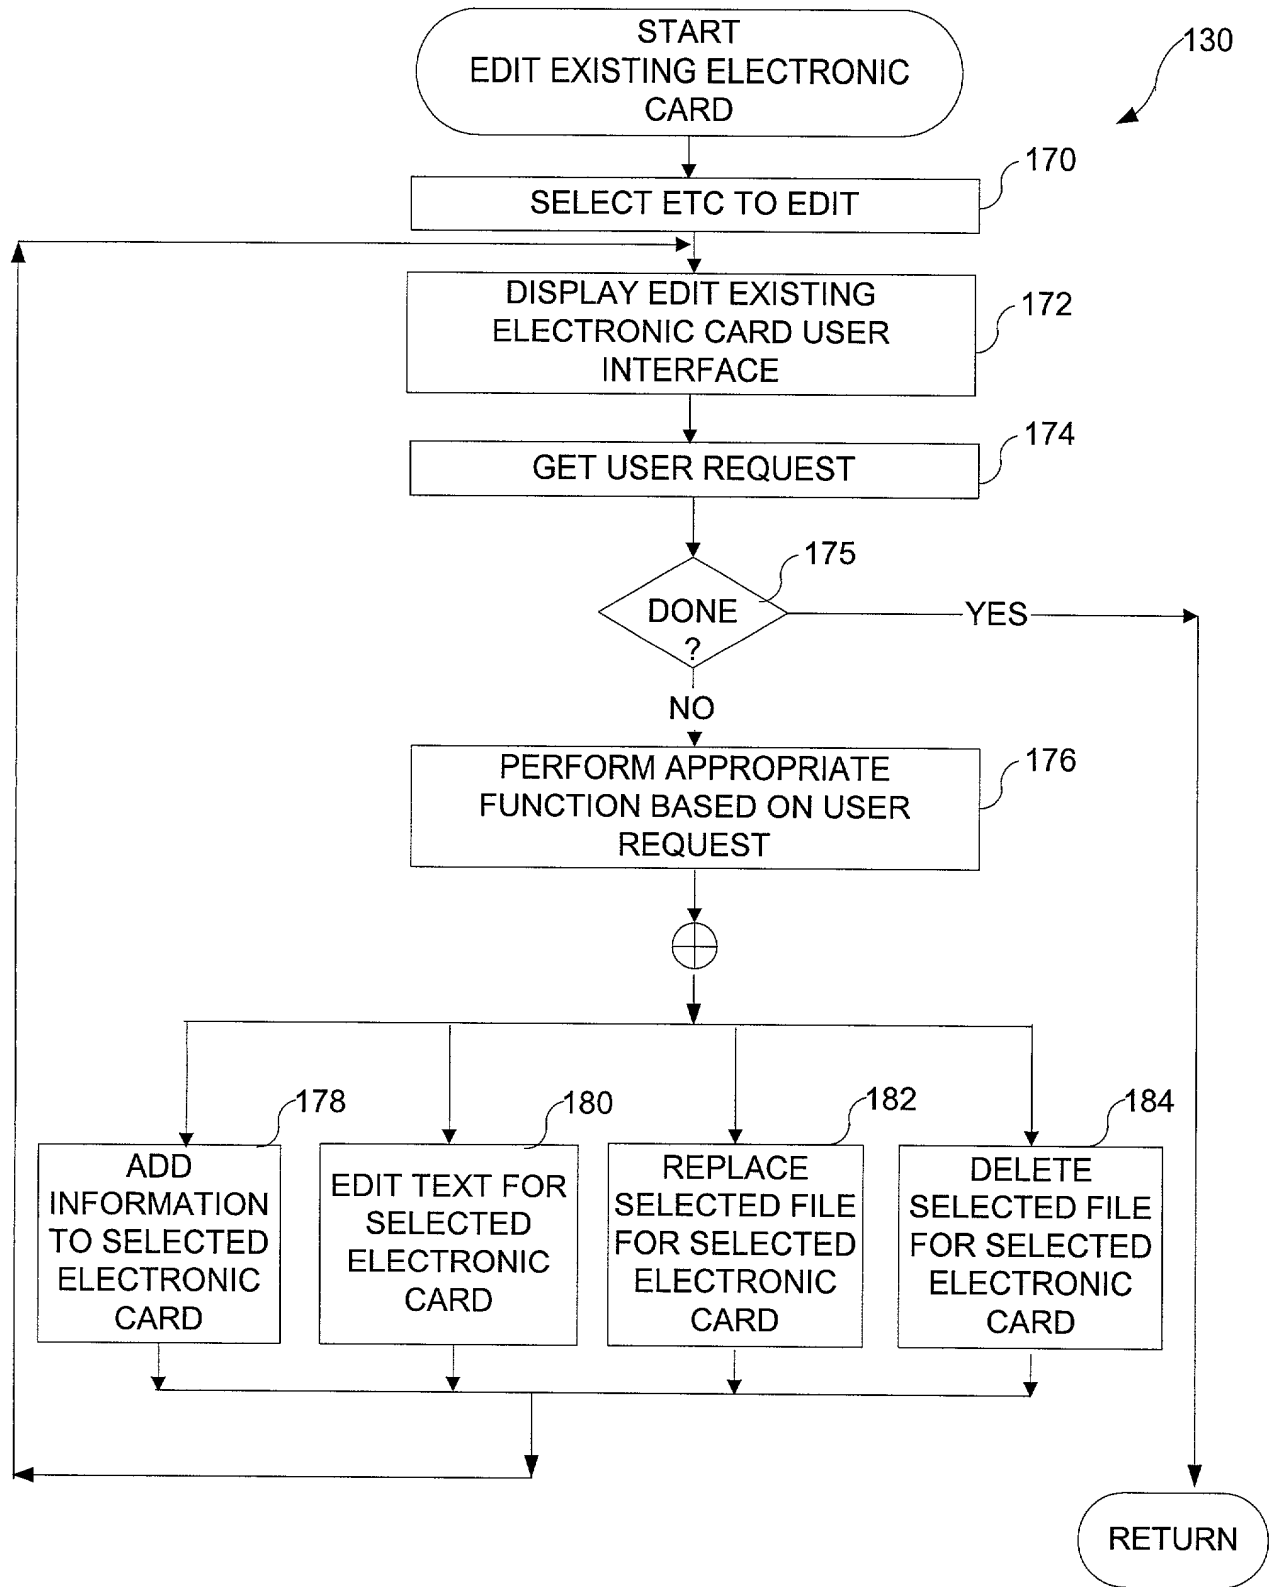 START
EDIT EXISTING ELECTRONIC
CARD
130
170
SELECT ETC TO EDIT
DISPLAY EDIT EXISTING
ELECTRONIC CARD USER
INTERFACE
172
174
GET USER REQUEST
175
DONE
?
YES
NO
PERFORM APPROPRIATE
FUNCTION BASED ON USER
REQUEST
176
178
ADD
INFORMATION
TO SELECTED
ELECTRONIC
CARD
180
EDIT TEXT FOR
SELECTED
ELECTRONIC
CARD
182
REPLACE
SELECTED FILE
FOR SELECTED
ELECTRONIC
CARD
184
DELETE
SELECTED FILE
FOR SELECTED
ELECTRONIC
CARD
RETURN